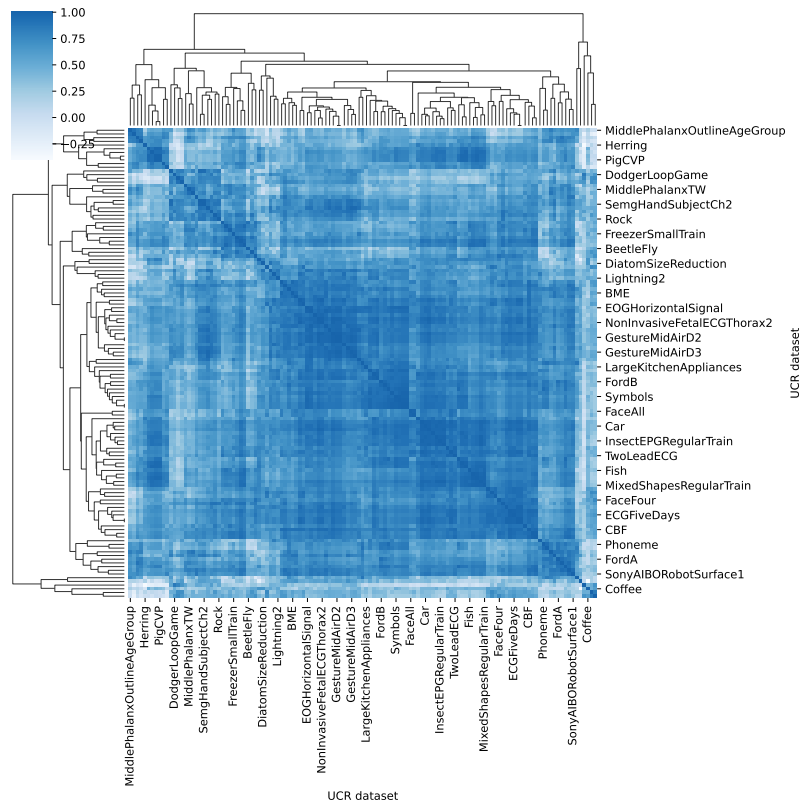 1.00
0.75
0.50
0.25
0.00
−0.25
MiddlePhalanxOutlineAgeGroup
Herring
PigCVP
DodgerLoopGame
MiddlePhalanxTW
SemgHandSubjectCh2
Rock
FreezerSmallTrain
BeetleFly
DiatomSizeReduction
Lightning2
BME
EOGHorizontalSignal
NonInvasiveFetalECGThorax2
GestureMidAirD2
GestureMidAirD3
LargeKitchenAppliances
FordB
Symbols
FaceAll
Car
InsectEPGRegularTrain
TwoLeadECG
Fish
MixedShapesRegularTrain
FaceFour
ECGFiveDays
CBF
Phoneme
FordA
SonyAIBORobotSurface1
Coffee
UCR dataset
MiddlePhalanxOutlineAgeGroup
Herring
PigCVP
DodgerLoopGame
MiddlePhalanxTW
SemgHandSubjectCh2
Rock
FreezerSmallTrain
BeetleFly
DiatomSizeReduction
Lightning2
BME
EOGHorizontalSignal
NonInvasiveFetalECGThorax2
GestureMidAirD2
GestureMidAirD3
LargeKitchenAppliances
FordB
Symbols
FaceAll
Car
InsectEPGRegularTrain
TwoLeadECG
Fish
MixedShapesRegularTrain
FaceFour
ECGFiveDays
CBF
Phoneme
FordA
SonyAIBORobotSurface1
Coffee
UCR dataset